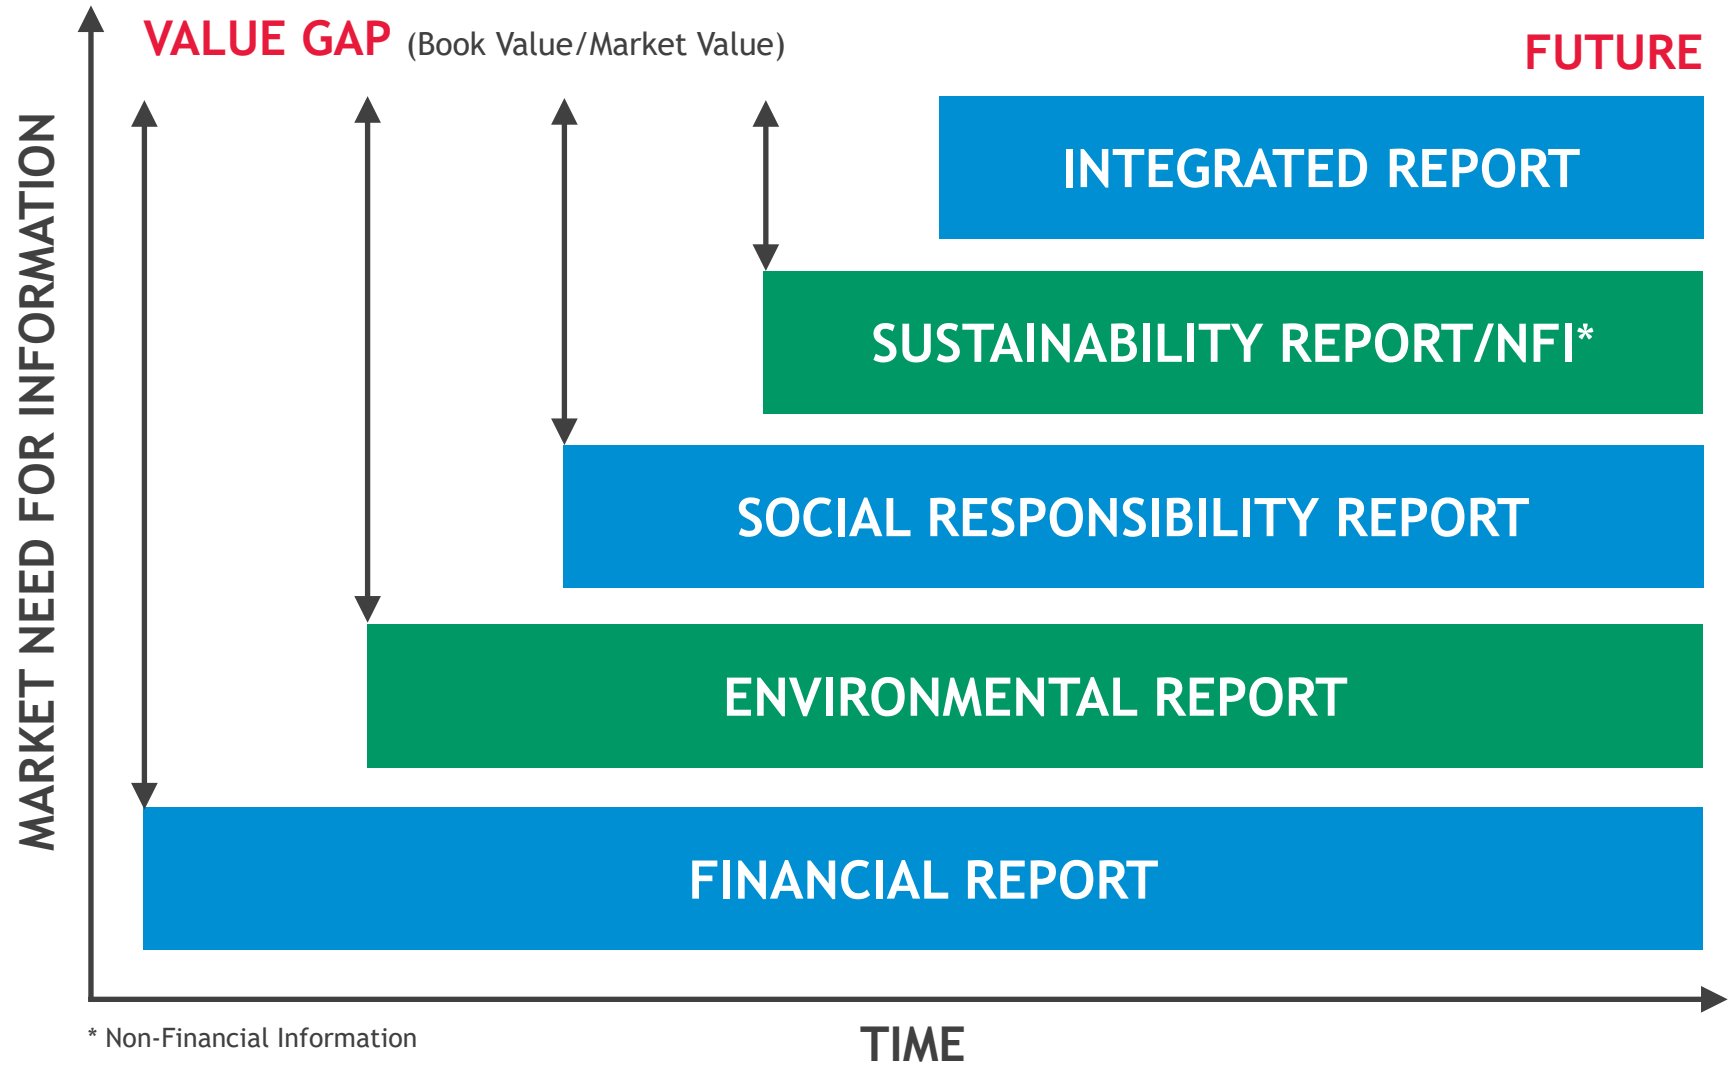 VALUE GAP (Book Value/Market Value)
FUTURE
MARKET NEED FOR INFORMATION
INTEGRATED REPORT
SUSTAINABILITY REPORT/NFI*
SOCIAL RESPONSIBILITY REPORT
ENVIRONMENTAL REPORT
FINANCIAL REPORT
* Non-Financial Information
TIME